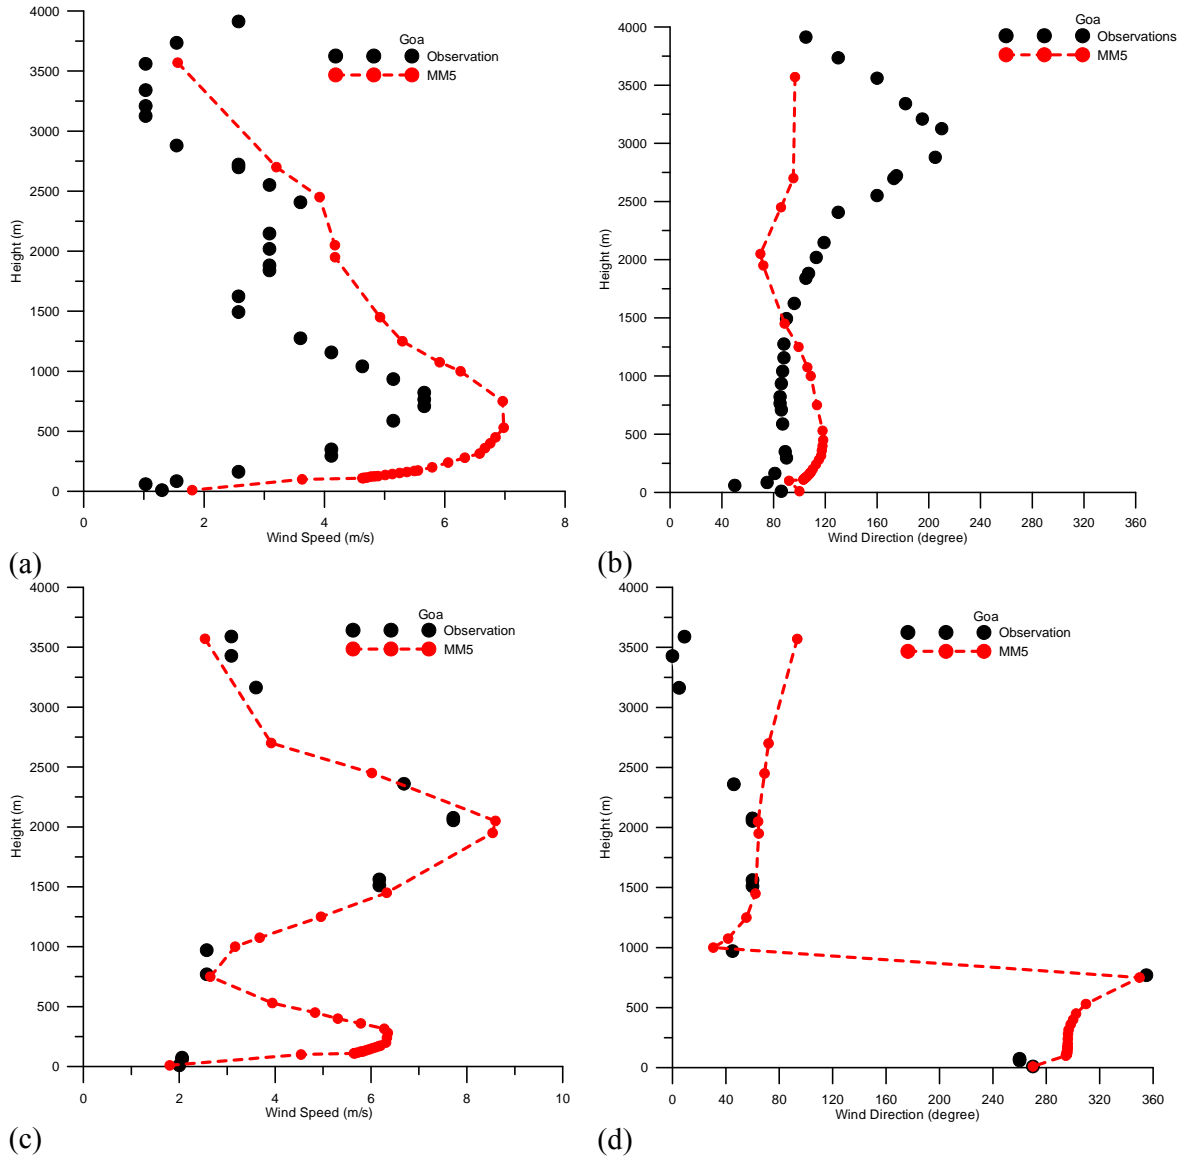 4000
3500
3000
2500
2000
1500
1000
500
0
Height (m)
0 2 4 6 8
Wind Speed (m/s)
Goa
Observation
MM5
(a)
4000
3500
3000
2500
2000
1500
1000
500
0
Height (m)
0 40 80 120 160 200 240 280 320 360
Wind Direction (degree)
Goa
Observations
MM5
(b)
4000
3500
3000
2500
2000
1500
1000
500
0
Height (m)
0 2 4 6 8 10
Wind Speed (m/s)
Goa
Observation
MM5
(c)
4000
3500
3000
2500
2000
1500
1000
500
0
Height (m)
0 40 80 120 160 200 240 280 320 360
Wind Direction (degree)
Goa
Observation
MM5
(d)